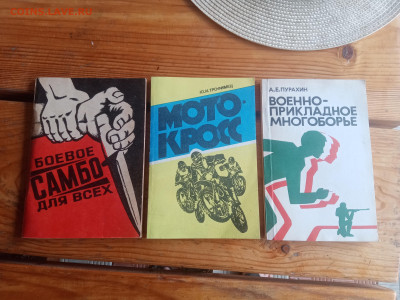 БОЕВОЕ
САМБО
ДЛЯ ВСЕХ
МОТО-
КРОСС
А.Е.ПУРАХИН
ВОЕННО-
ПРИКЛАДНОЕ
МНОГОБОРЬЕ